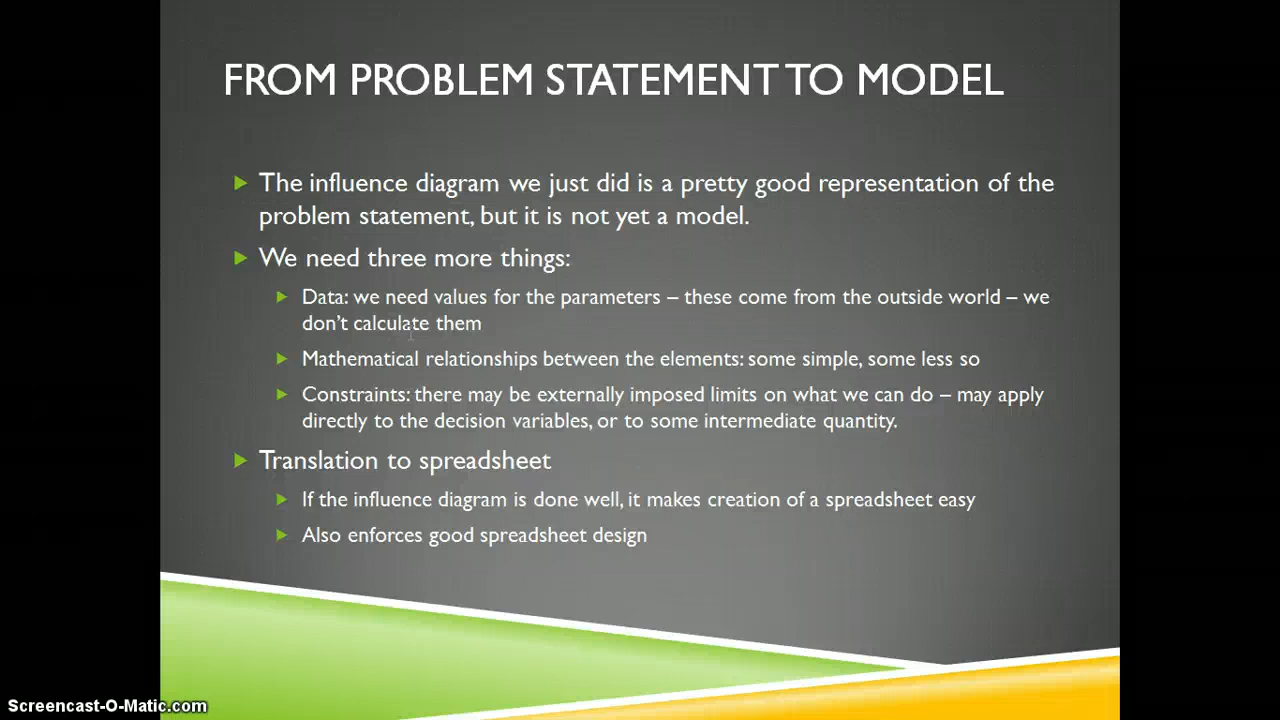 FROM PROBLEM STATEMENT TO MODEL
The influence diagram we just did is a pretty good representation of the
problem statement, but it is not yet a model.
We need three more things:
Data: we need values for the parameters – these come from the outside world – we
don't calculate them
Mathematical relationships between the elements: some simple, some less so
Constraints: there may be externally imposed limits on what we can do – may apply
directly to the decision variables, or to some intermediate quantity.
Translation to spreadsheet
If the influence diagram is done well, it makes creation of a spreadsheet easy
Also enforces good spreadsheet design
Screencast-O-Matic.com